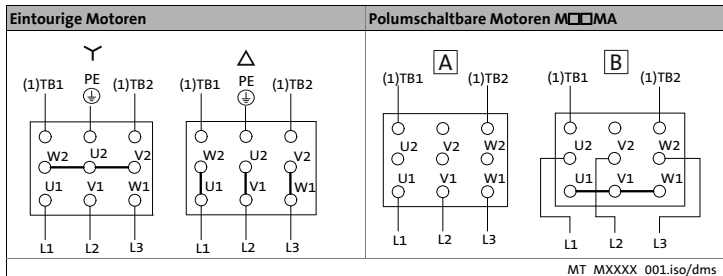 Eintourige Motoren
Polumschaltbare Motoren M□□MA
A
B
(1)TB1 PE (1)TB2
(1)TB1 PE (1)TB2
(1)TB1 (1)TB2
(1)TB1 (1)TB2
W2 U2 V2
U1 V1 W1
L1 L2 L3
W2 U2 V2
U1 V1 W1
L1 L2 L3
U2 V2 W2
U1 V1 W1
L1 L2 L3
U2 V2 W2
U1 V1 W1
L1 L2 L3
MT_MXXXX_001.iso/dms